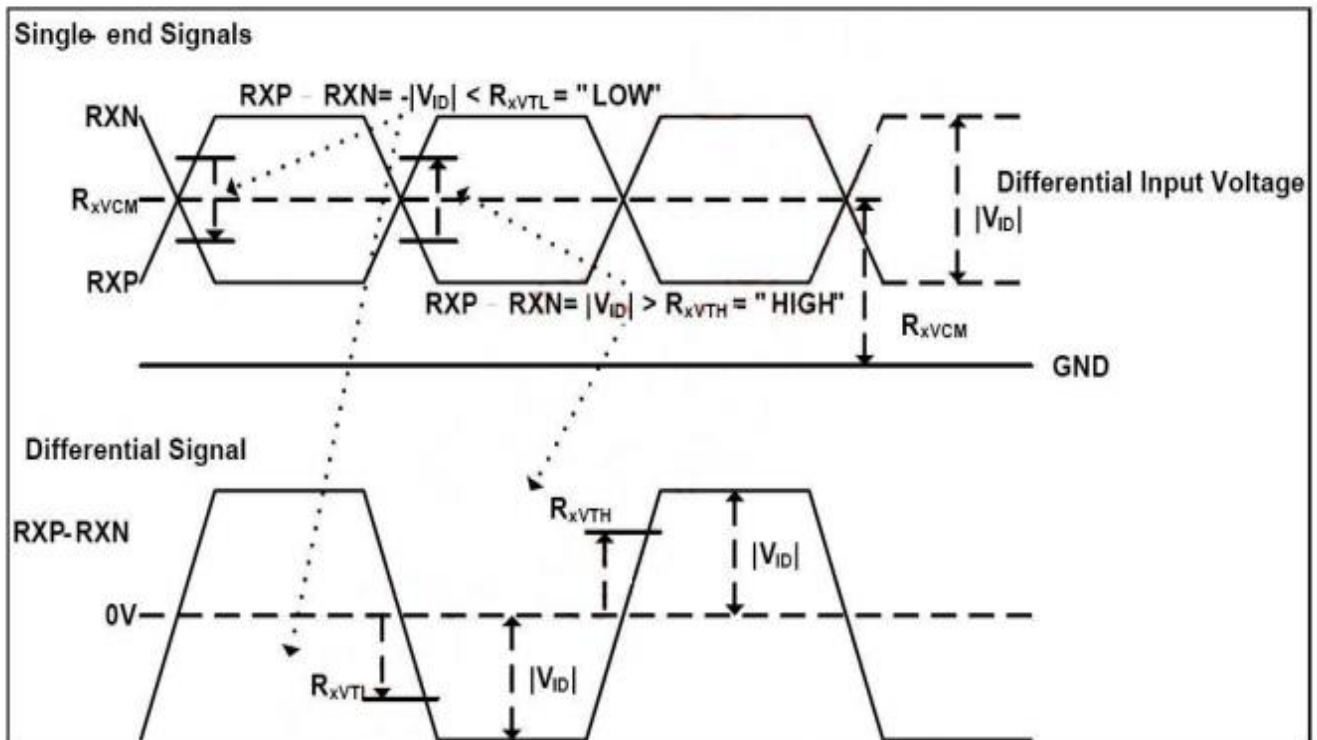 Single- end Signals
RXP - RXN= -|VID| < RxVTL = "LOW"
RXN
RxVCM
Differential Input Voltage
|VID|
RXP
RXP - RXN= |VID| > RxVTH = "HIGH"
RxVCM
GND
Differential Signal
RxVTH
RXP-RXN
|VID|
0V
RxVTL
|VID|